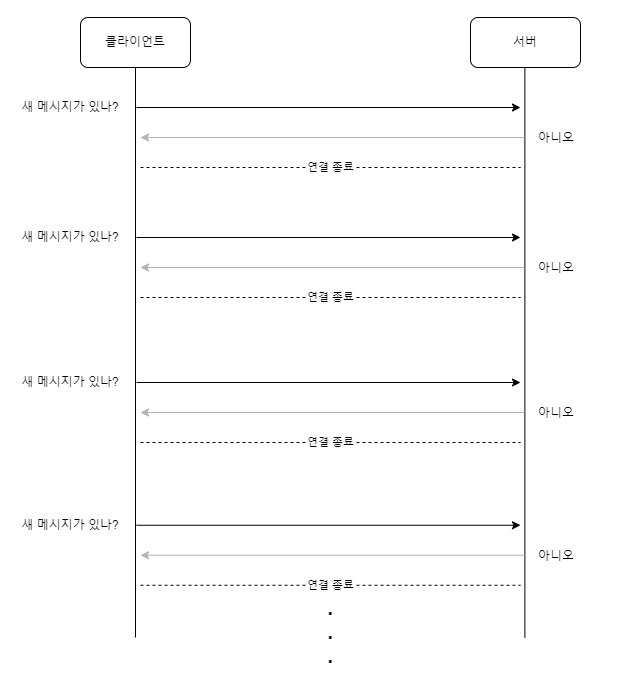 클라이언트
서버
새 메시지가 있나?
아니오
연결 종료
새 메시지가 있나?
아니오
연결 종료
새 메시지가 있나?
아니오
연결 종료
새 메시지가 있나?
아니오
연결 종료